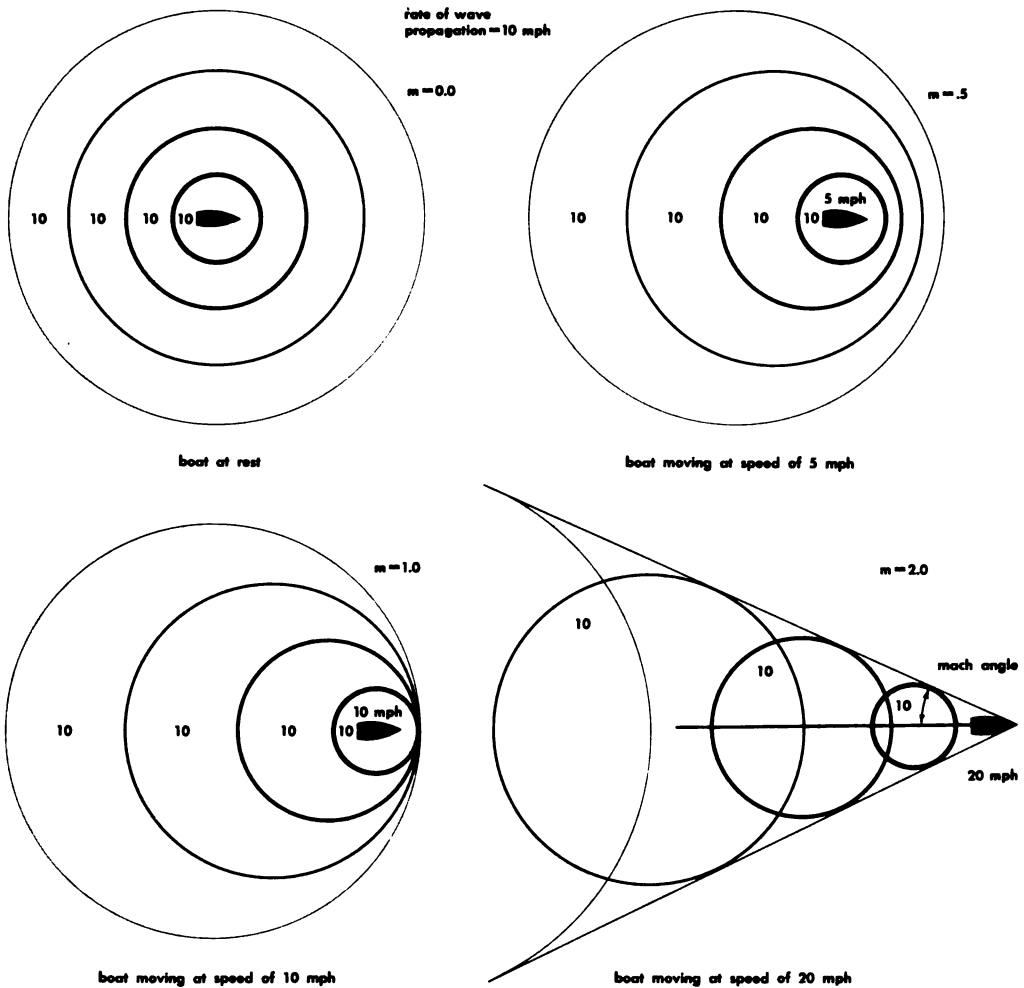 rate of wave
propagation=10 mph
m=0.0
10 10 10 10
boat at rest
m=.5
5 mph
10 10 10 10
boat moving at speed of 5 mph
m=1.0
10 mph
10 10 10 10
boat moving at speed of 10 mph
m=2.0
10
10
mach angle
10
20 mph
boat moving at speed of 20 mph